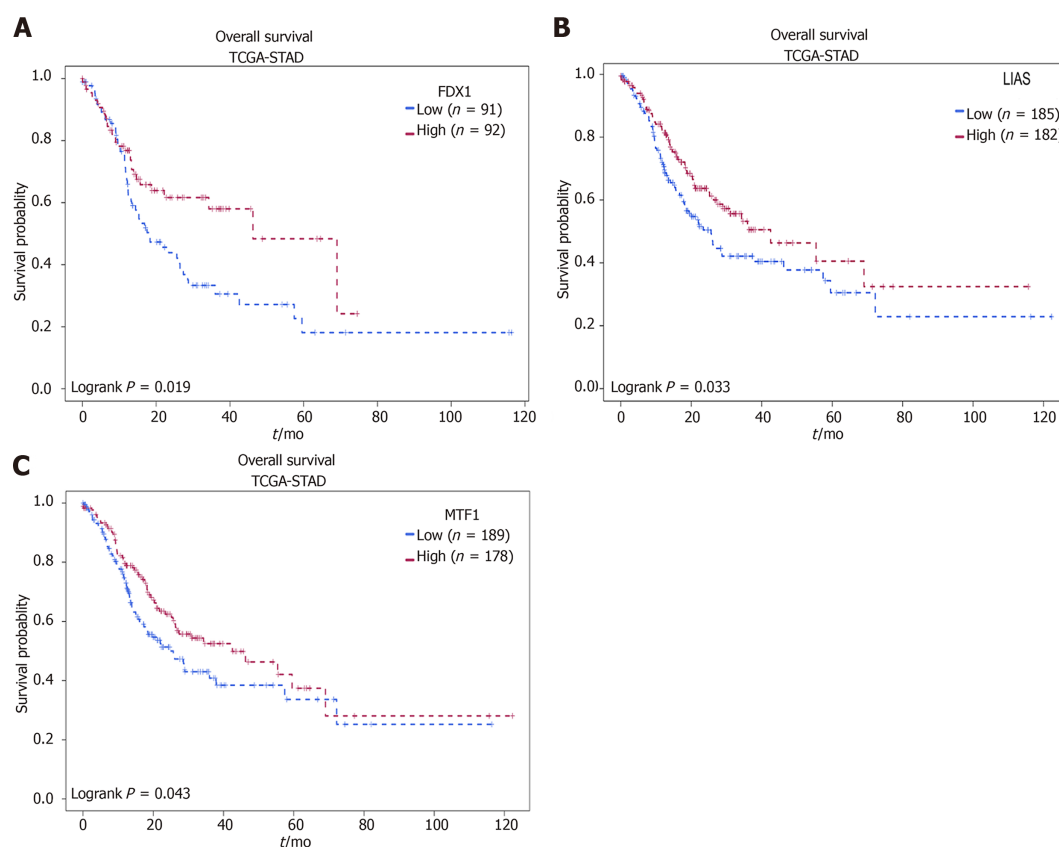 A
Overall survival
TCGA-STAD
FDX1
Low (n = 91)
High (n = 92)
1.0
0.8
0.6
0.4
0.2
0.0
Survival probablity
Logrank P = 0.019
0 20 40 60 80 100 120
t/mo
B
Overall survival
TCGA-STAD
LIAS
Low (n = 185)
High (n = 182)
1.0
0.8
0.6
0.4
0.2
0.0)
Survival probablity
Logrank P = 0.033
0 20 40 60 80 100 120
t/mo
C
Overall survival
TCGA-STAD
MTF1
Low (n = 189)
High (n = 178)
1.0
0.8
0.6
0.4
0.2
0.0
Survival probablity
Logrank P = 0.043
0 20 40 60 80 100 120
t/mo